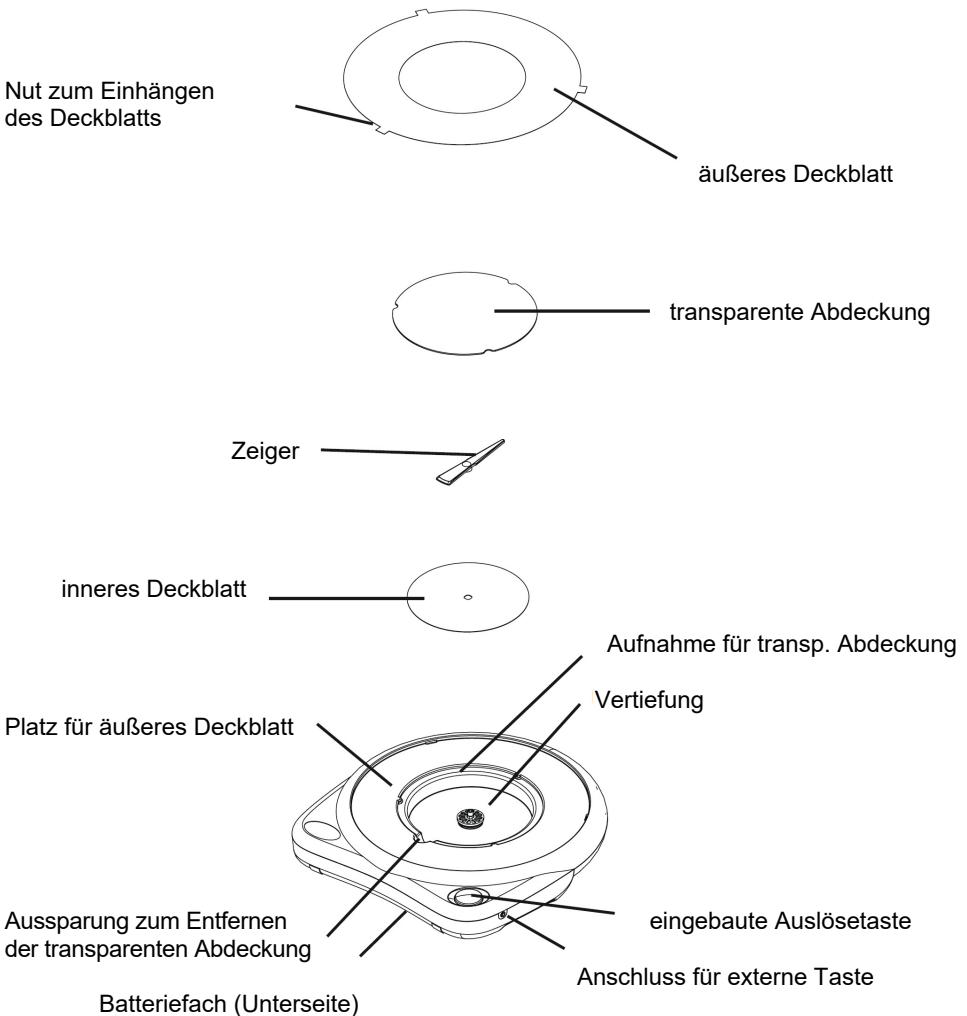 Nut zum Einhängen
des Deckblatts
äußeres Deckblatt
transparente Abdeckung
Zeiger
inneres Deckblatt
Aufnahme für transp. Abdeckung
Vertiefung
Platz für äußeres Deckblatt
Aussparung zum Entfernen
der transparenten Abdeckung
eingebaute Auslösetaste
Anschluss für externe Taste
Batteriefach (Unterseite)